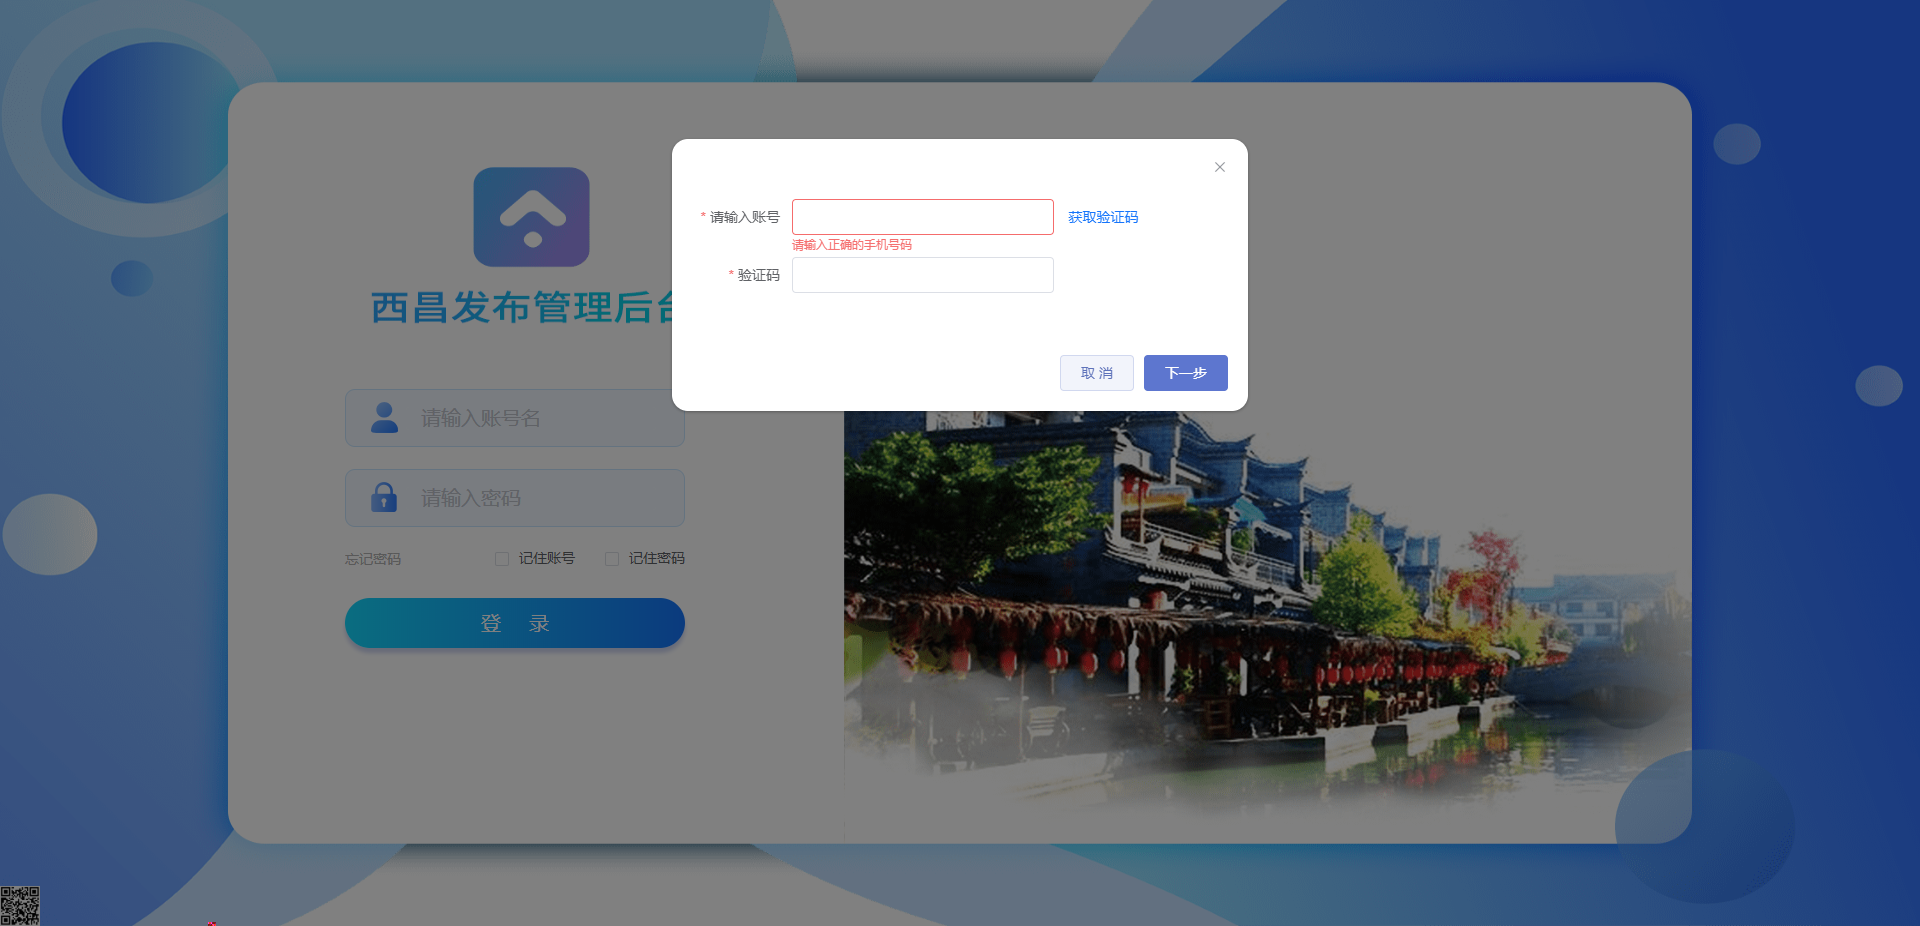 * 请输入账号
获取验证码
请输入正确的手机号码
* 验证码
取 消
下一步
西昌发布管理后台
请输入账号名
请输入密码
忘记密码
记住账号
记住密码
登 录